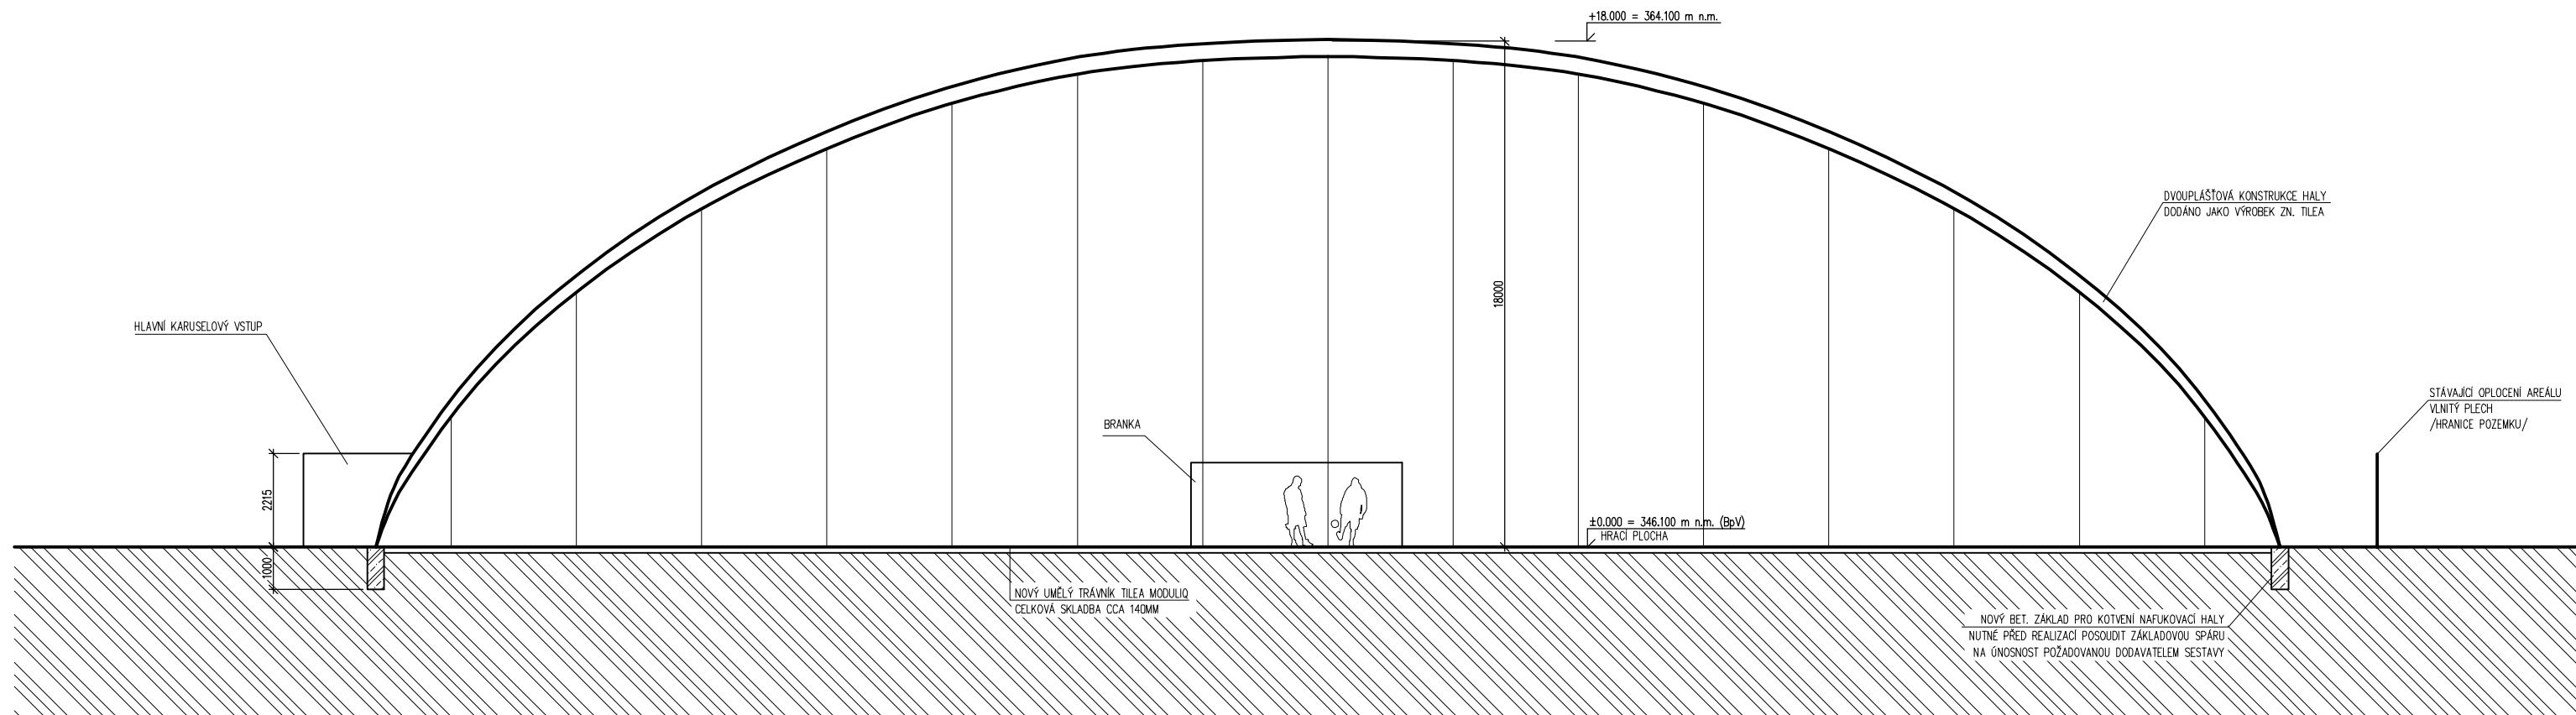 +18.000 = 364.100 m n.m.
DVOUPLÁŠŤOVÁ KONSTRUKCE HALY
DODÁNO JAKO VÝROBEK ZN. TILEA
18000
HLAVNÍ KARUSELOVÝ VSTUP
STÁVAJÍCÍ OPLOCENÍ AREÁLU
VLNITÝ PLECH
/HRANICE POZEMKU/
BRANKA
2215
±0.000 = 346.100 m n.m. (BpV)
HRACÍ PLOCHA
1000
NOVÝ UMĚLÝ TRÁVNÍK TILEA MODULIQ
CELKOVÁ SKLADBA CCA 140MM
NOVÝ BET. ZÁKLAD PRO KOTVENÍ NAFUKOVACÍ HALY
NUTNÉ PŘED REALIZACÍ POSOUDIT ZÁKLADOVOU SPÁRU
NA ÚNOSNOST POŽADOVANOU DODAVATELEM SESTAVY